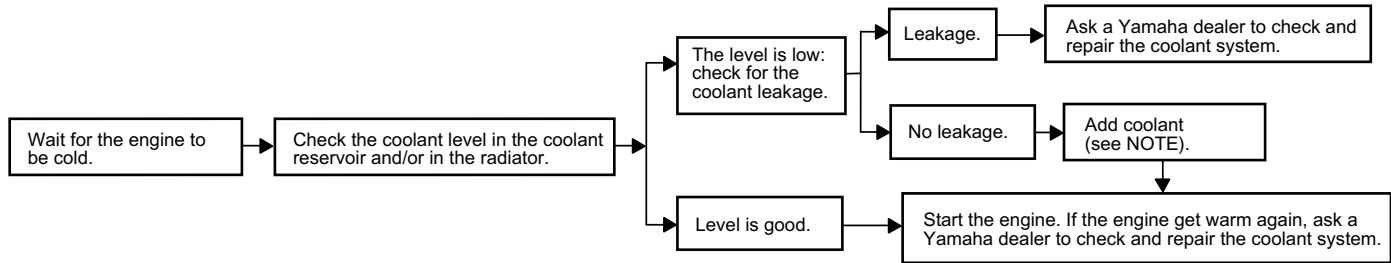 Wait for the engine to
be cold.
Check the coolant level in the coolant
reservoir and/or in the radiator.
The level is low:
check for the
coolant leakage.
Leakage.
Ask a Yamaha dealer to check and
repair the coolant system.
No leakage.
Add coolant
(see NOTE).
Level is good.
Start the engine. If the engine get warm again, ask a
Yamaha dealer to check and repair the coolant system.